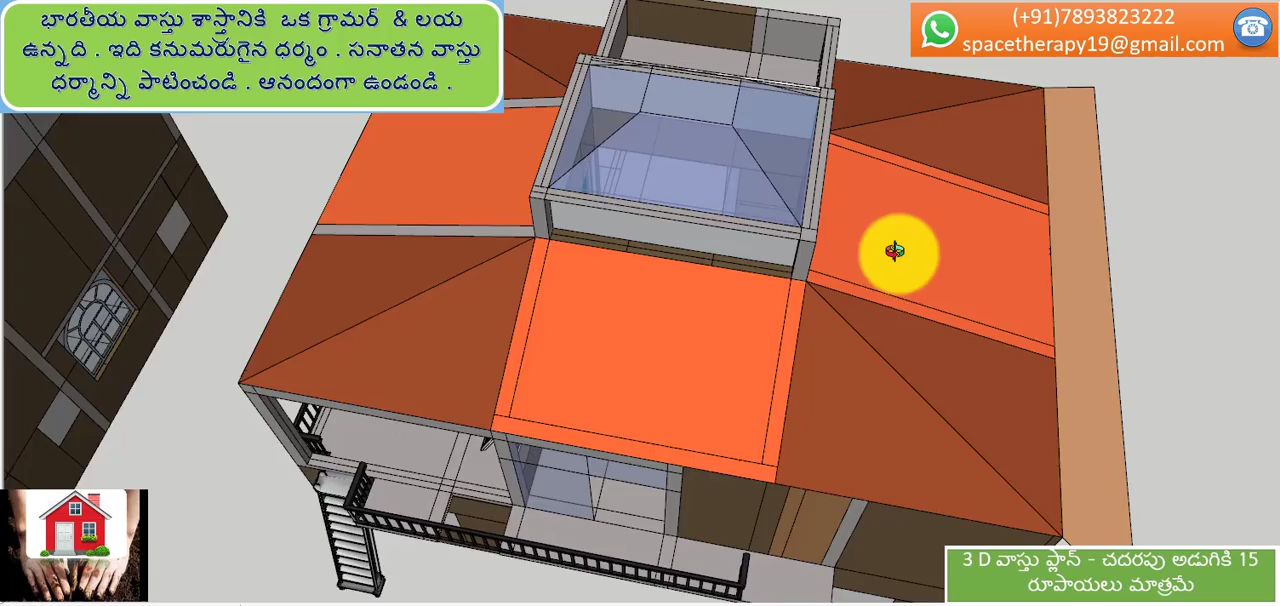 భారతీయ వాస్తు శాస్త్రానికి ఒక గ్రామర్ & లయ
ఉన్నది . ఇది కనుమరుగైన ధర్మం . సనాతన వాస్తు
ధర్మాన్ని పాటించండి . ఆనందంగా ఉండండి .
(+91)7893823222
spacetherapy19@gmail.com
3 D వాస్తు ప్లాన్ - చదరపు అడుగికి 15
రూపాయలు మాత్రమే